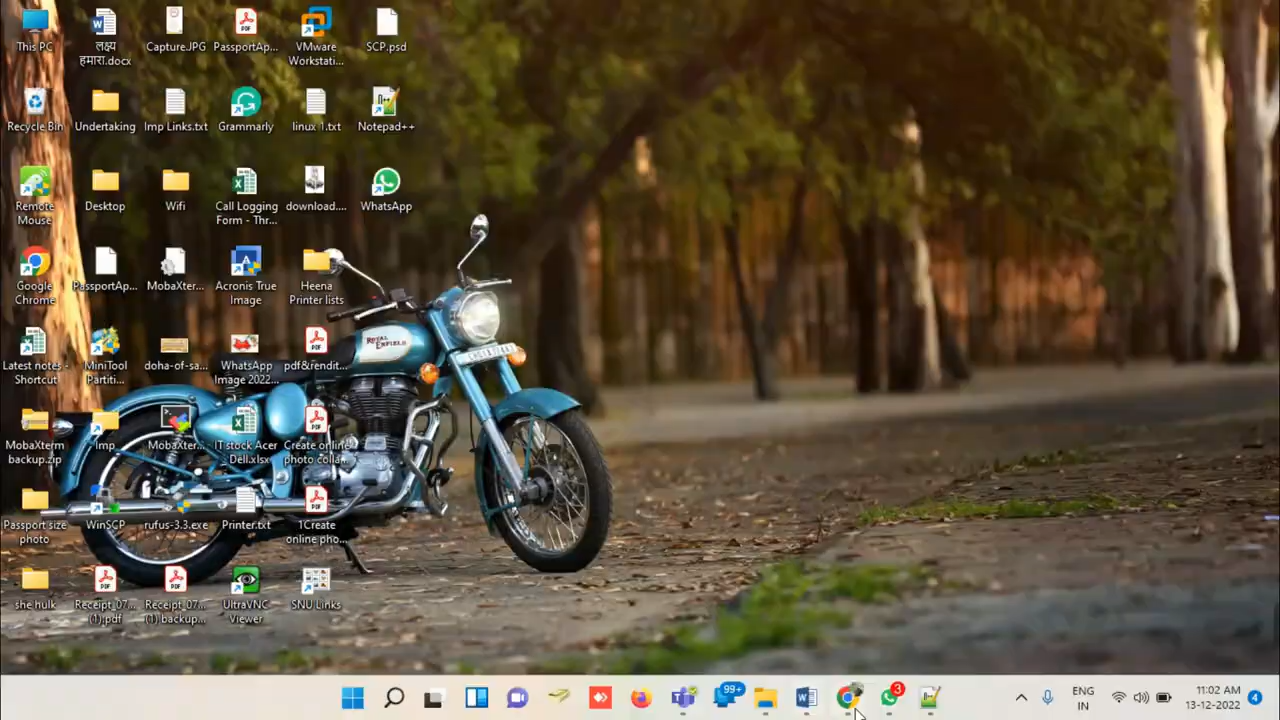 This PC
लक्ष्य
हमारा.docx
Capture.JPG
PassportAp...
VMware
Workstati...
SCP.psd
Recycle Bin
Undertaking
Imp Links.txt
Grammarly
linux 1.txt
Notepad++
Remote
Mouse
Desktop
Wifi
Call Logging
Form - Thr...
download....
WhatsApp
Google
Chrome
PassportAp...
MobaXter...
Acronis True
Image
Heena
Printer lists
ROYAL
ENFIELD
Latest notes -
Shortcut
MiniTool
Partiti...
doha-of-sa...
WhatsApp
Image 2022...
pdf&rendit...
MobaXterm
backup.zip
Imp
MobaXter...
IT stock Acer
Dell.xlsx
Create online
photo colla...
Passport size
photo
WinSCP
rufus-3.3.exe
Printer.txt
1Create
online pho...
she hulk
Receipt_07...
(1).pdf
Receipt_07...
(1) backup...
UltraVNC
Viewer
SNU Links
99+
3
ENG
IN
11:02 AM
13-12-2022
4